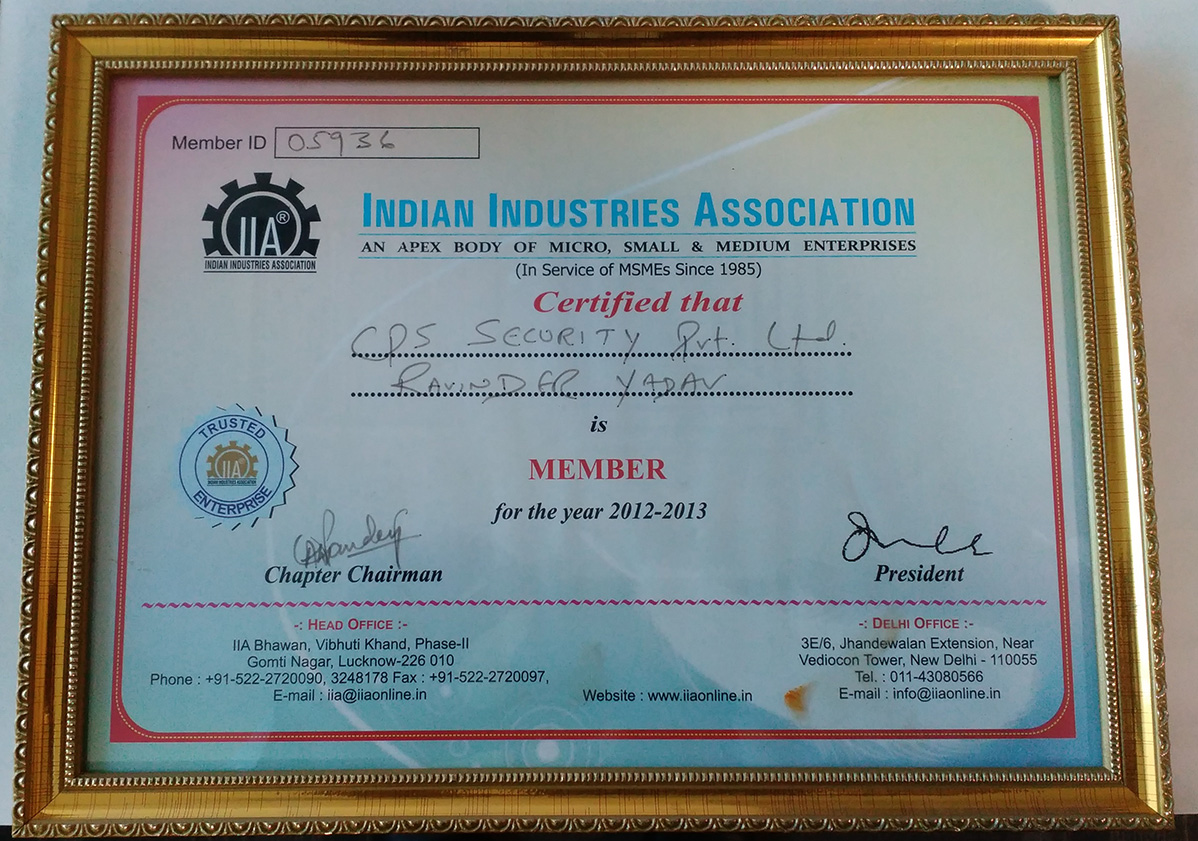 Member ID 05936
IIA®
INDIAN INDUSTRIES ASSOCIATION
INDIAN INDUSTRIES ASSOCIATION
AN APEX BODY OF MICRO, SMALL & MEDIUM ENTERPRISES
(In Service of MSMEs Since 1985)
Certified that
CPS SECURITY Pvt. Ltd.
RAVINDER YADAV
is
TRUSTED
IIA
INDIAN INDUSTRIES ASSOCIATION
ENTERPRISE
MEMBER
for the year 2012-2013
Chapter Chairman
President
-: HEAD OFFICE :-
IIA Bhawan, Vibhuti Khand, Phase-II
Gomti Nagar, Lucknow-226 010
Phone : +91-522-2720090, 3248178 Fax : +91-522-2720097,
E-mail : iia@iiaonline.in
Website : www.iiaonline.in
-: DELHI OFFICE :-
3E/6, Jhandewalan Extension, Near
Vediocon Tower, New Delhi - 110055
Tel. : 011-43080566
E-mail : info@iiaonline.in